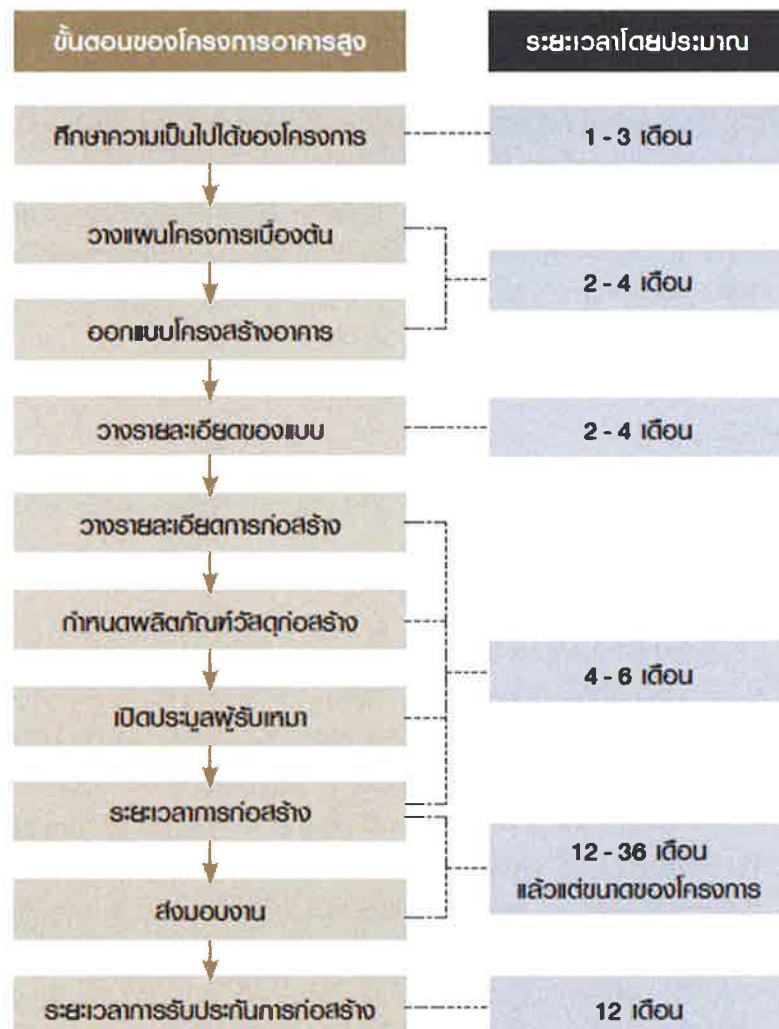 ขั้นตอนของโครงการอาคารสูง
ระยะเวลาโดยประมาณ
ศึกษาความเป็นไปได้ของโครงการ
1 - 3 เดือน
วางแผนโครงการเบื้องต้น
2 - 4 เดือน
ออกแบบโครงสร้างอาคาร
วางรายละเอียดของแบบ
2 - 4 เดือน
วางรายละเอียดการก่อสร้าง
กำหนดผลิตภัณฑ์วัสดุก่อสร้าง
4 - 6 เดือน
เปิดประมูลผู้รับเหมา
ระยะเวลาการก่อสร้าง
12 - 36 เดือน
แล้วแต่ขนาดของโครงการ
ส่งมอบงาน
ระยะเวลาการรับประกันการก่อสร้าง
12 เดือน